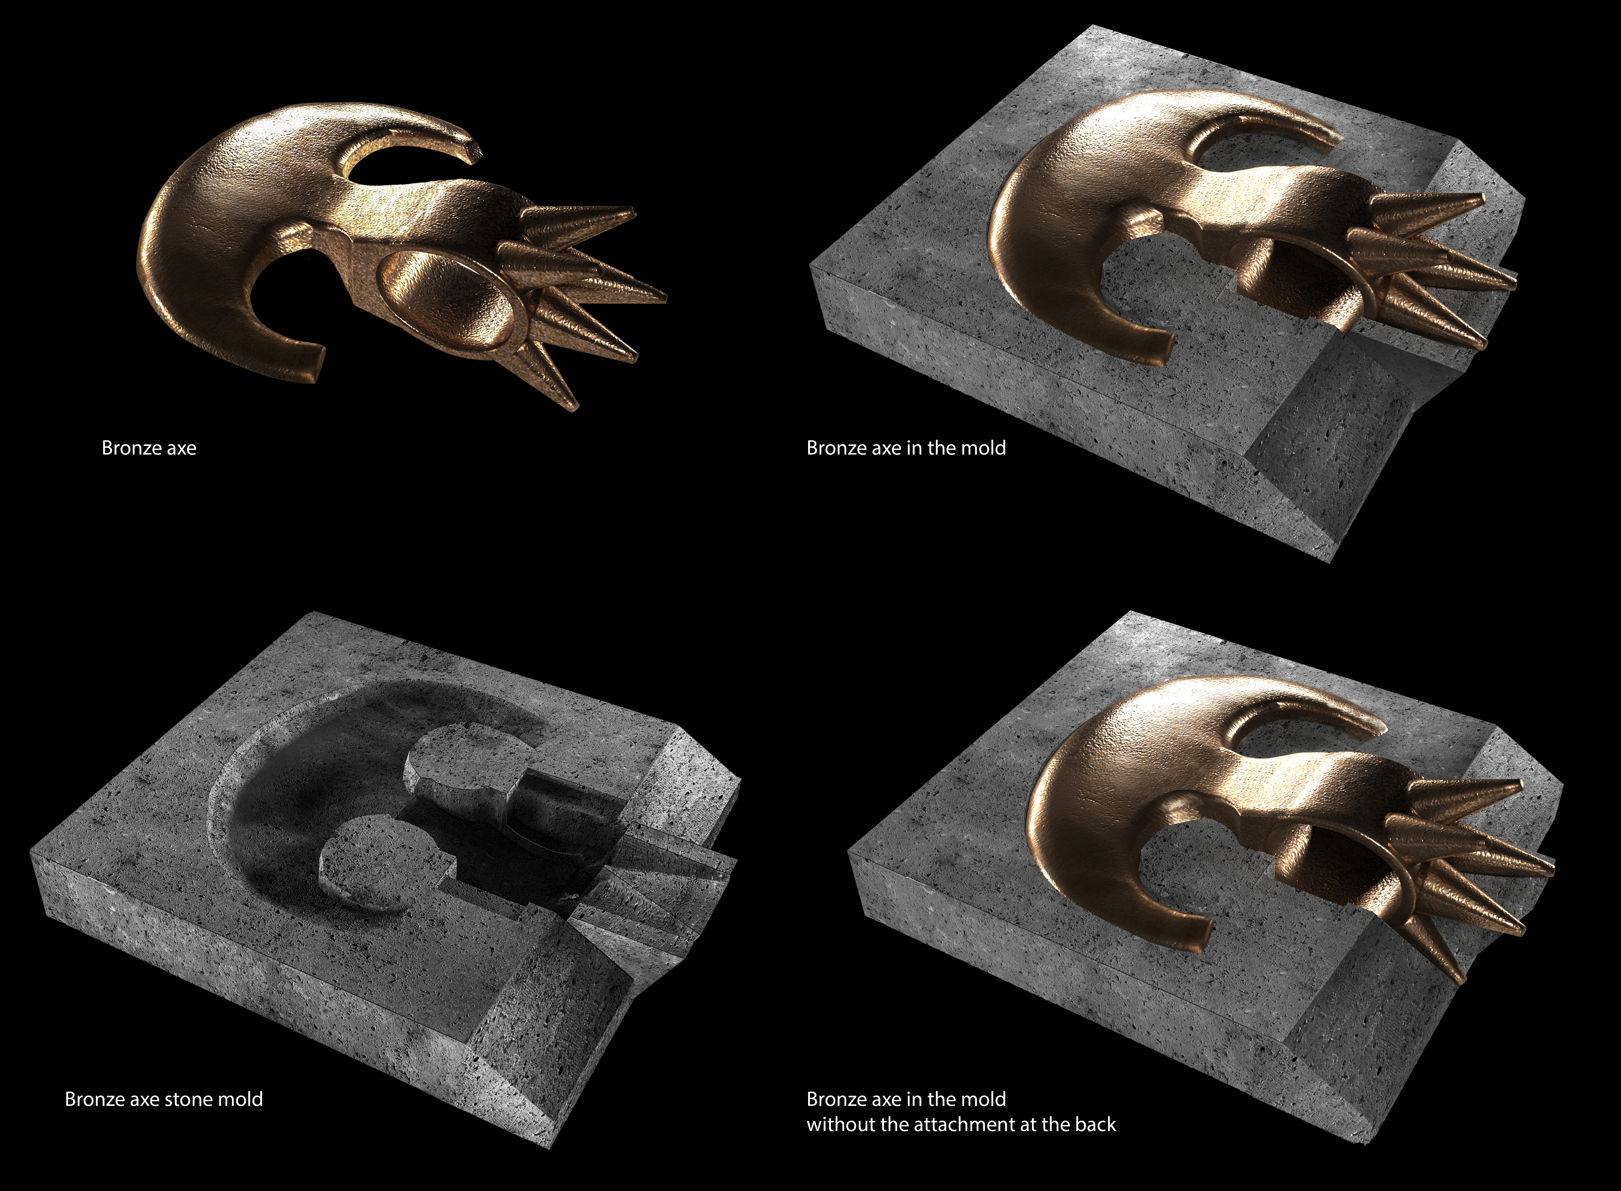 Bronze axe
Bronze axe in the mold
Bronze axe stone mold
Bronze axe in the mold
without the attachment at the back